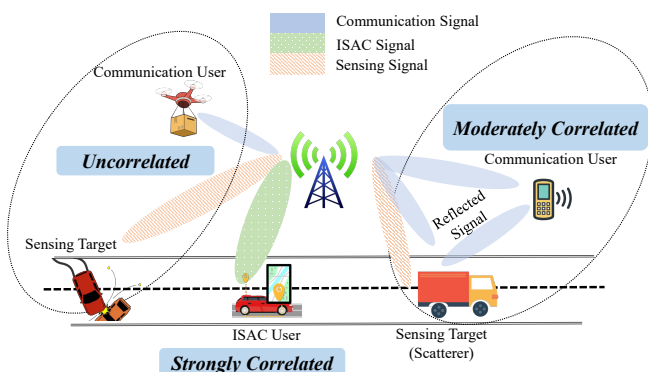 Communication Signal
ISAC Signal
Sensing Signal
Communication User
Uncorrelated
Moderately Correlated
Communication User
Reflected
Signal
Sensing Target
ISAC User
Sensing Target
(Scatterer)
Strongly Correlated